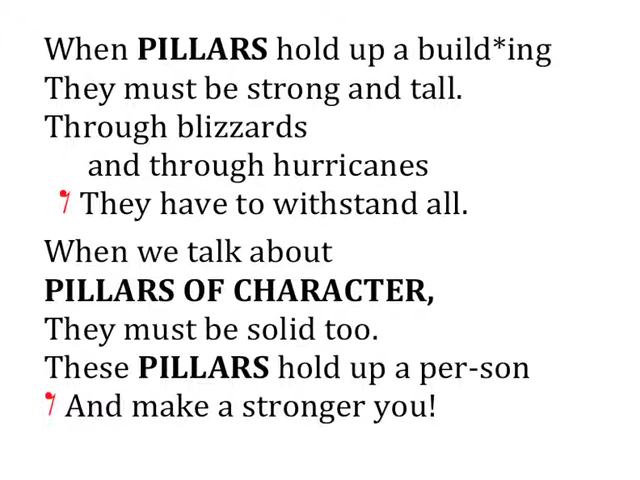 When PILLARS hold up a build*ing
They must be strong and tall.
Through blizzards
and through hurricanes
They have to withstand all.
When we talk about
PILLARS OF CHARACTER,
They must be solid too.
These PILLARS hold up a per-son
And make a stronger you!